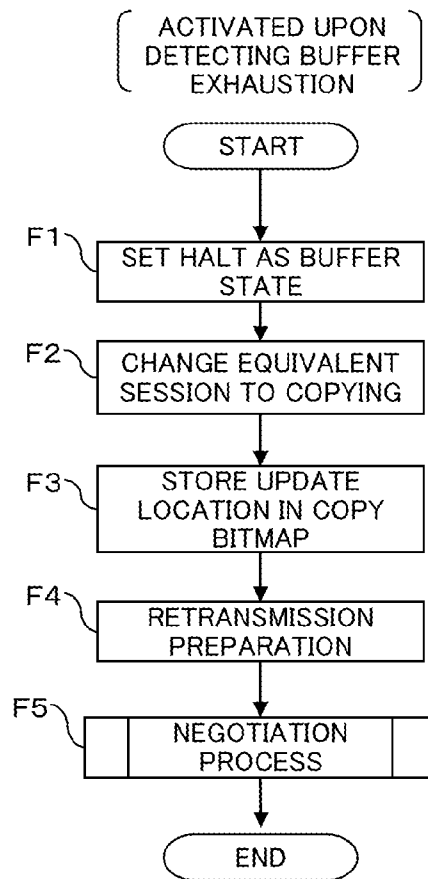 ACTIVATED UPON
DETECTING BUFFER
EXHAUSTION
START
F1
SET HALT AS BUFFER
STATE
F2
CHANGE EQUIVALENT
SESSION TO COPYING
F3
STORE UPDATE
LOCATION IN COPY
BITMAP
F4
RETRANSMISSION
PREPARATION
F5
NEGOTIATION
PROCESS
END